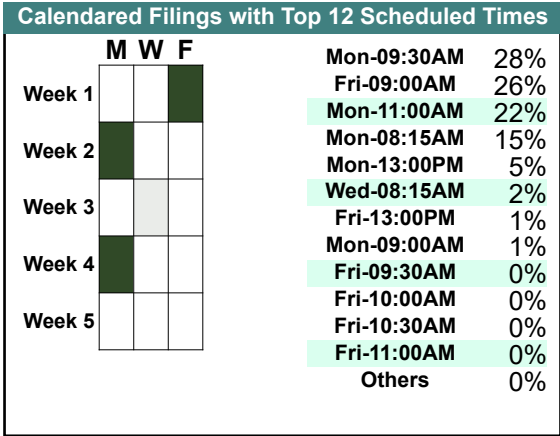 Calendared Filings with Top 12 Scheduled Times
M W F
Week 1
Week 2
Week 3
Week 4
Week 5
Mon-09:30AM 28%
Fri-09:00AM 26%
Mon-11:00AM 22%
Mon-08:15AM 15%
Mon-13:00PM 5%
Wed-08:15AM 2%
Fri-13:00PM 1%
Mon-09:00AM 1%
Fri-09:30AM 0%
Fri-10:00AM 0%
Fri-10:30AM 0%
Fri-11:00AM 0%
Others 0%